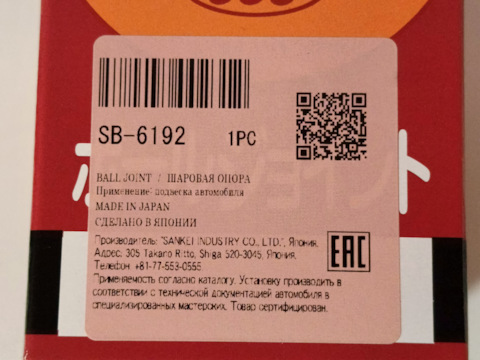 SB-6192 1PC
BALL JOINT / ШАРОВАЯ ОПОРА
Применение: подвеска автомобиля
MADE IN JAPAN
СДЕЛАНО В ЯПОНИИ
Производитель: "SANKEI INDUSTRY CO., LTD.", Япония.
Адрес: 305 Takano Ritto, Shiga 520-3045, Япония.
Телефон +81-77-553-0555.
EAC
Применяемость согласно каталогу. Установку производить в
соответствии с технической документацией автомобиля в
специализированных мастерских. Товар сертифицирован.